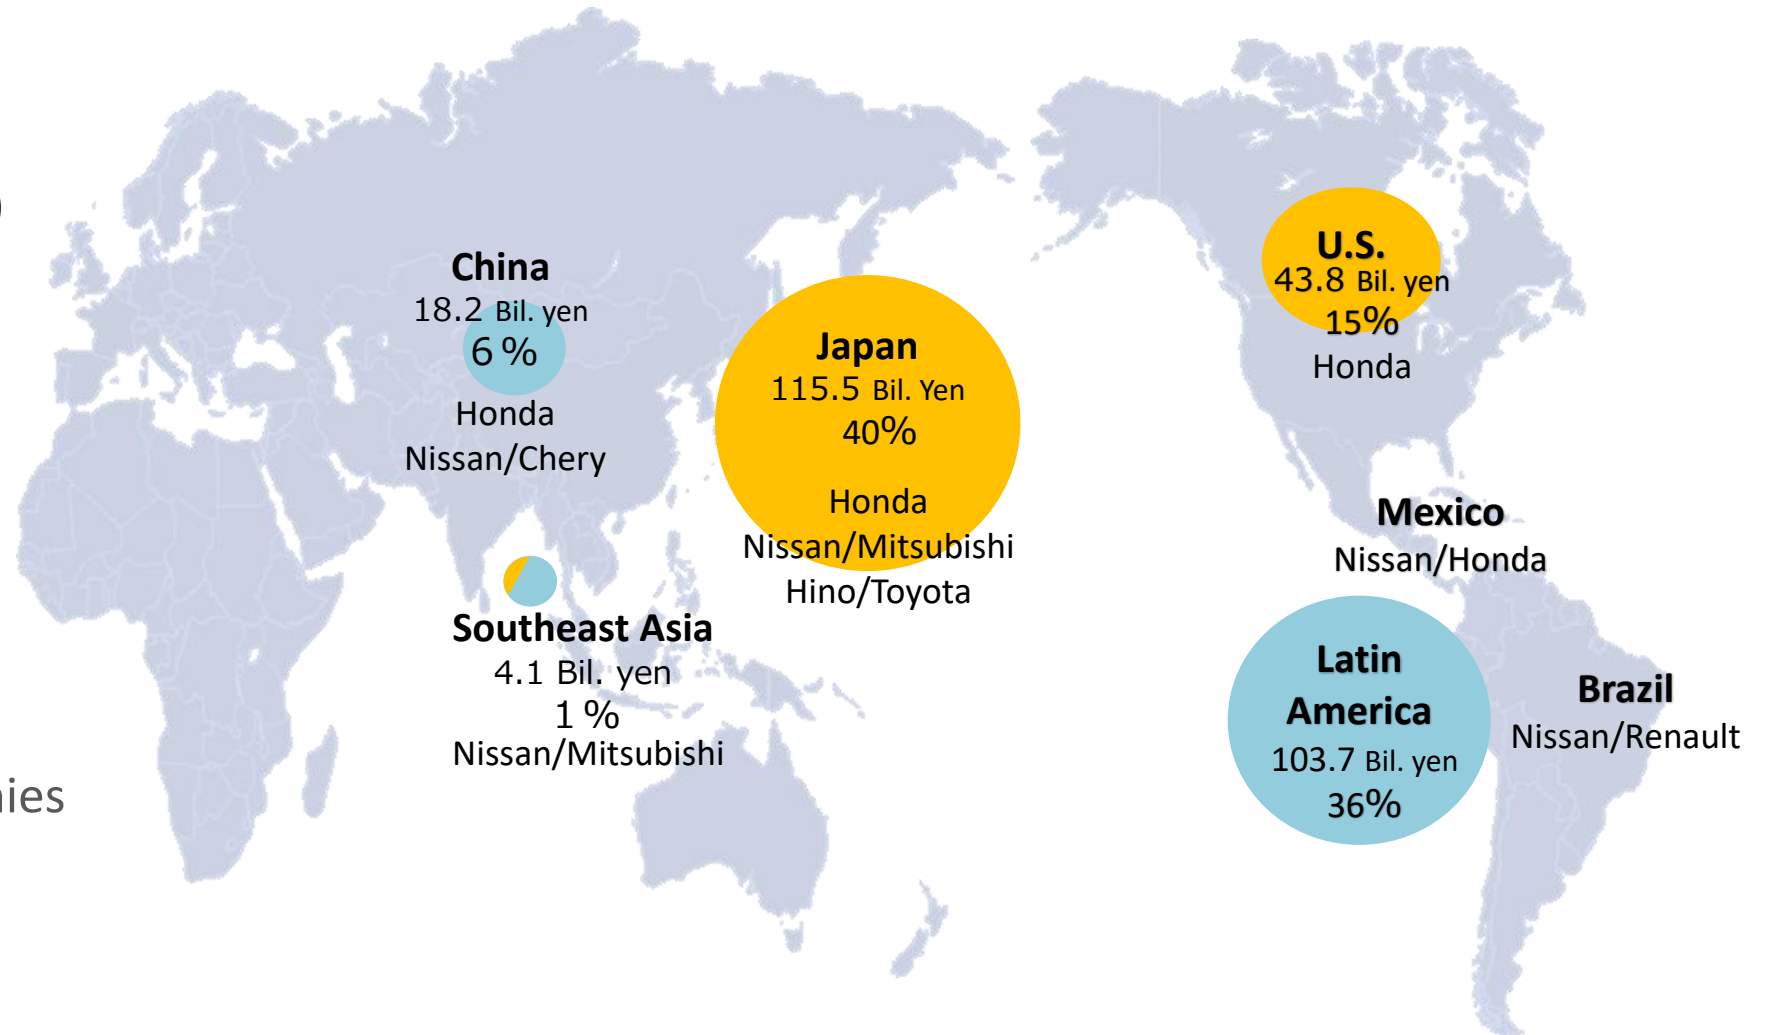 )
China
18.2 Bil. yen
6 %
Honda
Nissan/Chery
Japan
115.5 Bil. Yen
40%
Honda
Nissan/Mitsubishi
Hino/Toyota
Southeast Asia
4.1 Bil. yen
1 %
Nissan/Mitsubishi
U.S.
43.8 Bil. yen
15%
Honda
Mexico
Nissan/Honda
Latin
America
103.7 Bil. yen
36%
Brazil
Nissan/Renault